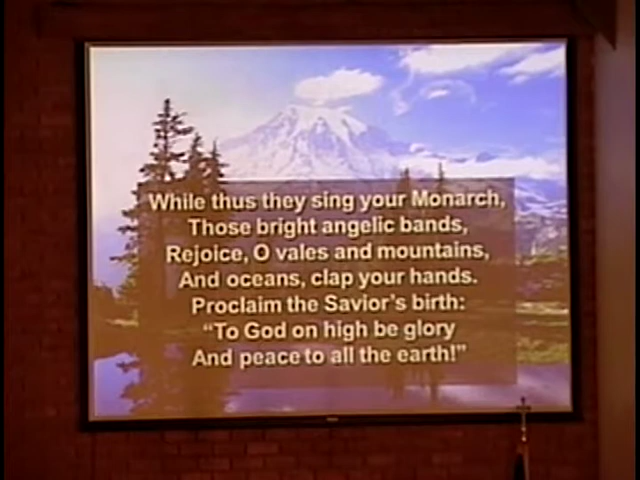 While thus they sing your Monarch,
Those bright angelic bands,
Rejoice, O vales and mountains,
And oceans, clap your hands.
Proclaim the Savior's birth:
“To God on high be glory
And peace to all the earth!”